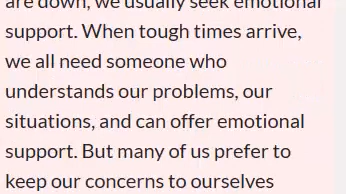 are down, we usually seek emotional
support. When tough times arrive,
we all need someone who
understands our problems, our
situations, and can offer emotional
support. But many of us prefer to
keep our concerns to ourselves